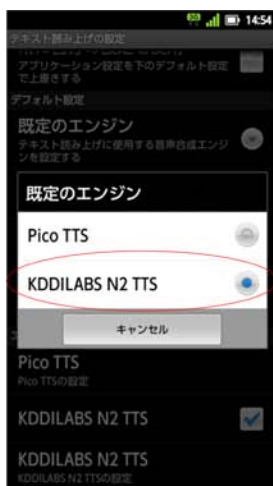 14:54
テキスト読み上げの設定
アプリケーション設定を下のデフォルト設定
で上書きする
デフォルト設定
既定のエンジン
テキスト読み上げに使用する音声合成エンジ
ンを設定する
既定のエンジン
Pico TTS
KDDILABS N2 TTS
キャンセル
Pico TTS
Pico TTSの設定
KDDILABS N2 TTS
KDDILABS N2 TTS
KDDILABS N2 TTSの設定